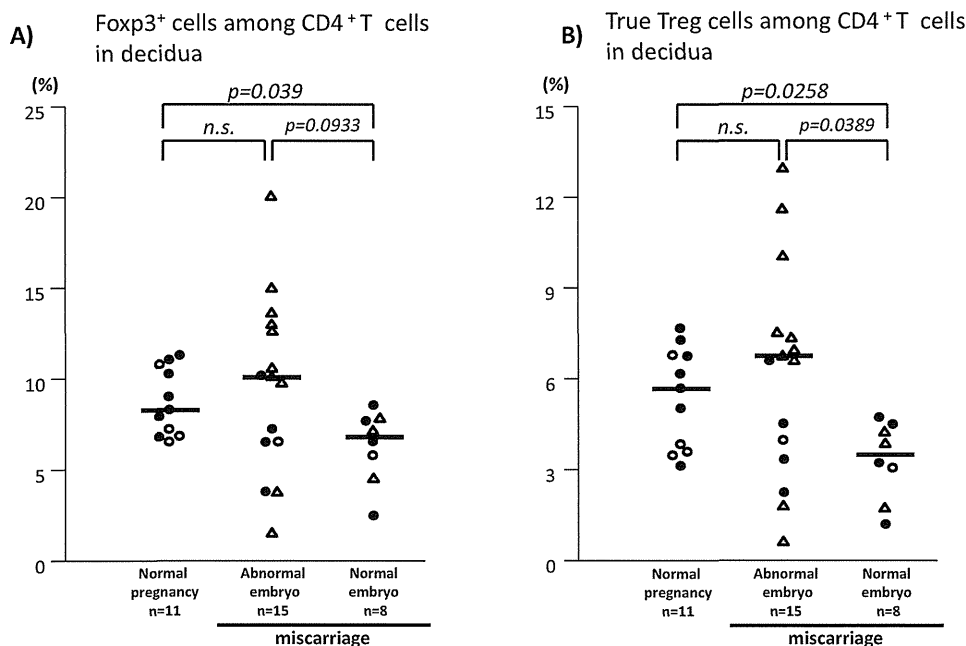 A) Foxp3+ cells among CD4+T cells
in decidua
(%)
25
20
15
10
5
0
p=0.039
n.s.
p=0.0933
Normal
pregnancy
n=11
Abnormal
embryo
n=15
Normal
embryo
n=8
miscarriage
B) True Treg cells among CD4+T cells
in decidua
(%)
15
12
9
6
3
0
p=0.0258
n.s.
p=0.0389
Normal
pregnancy
n=11
Abnormal
embryo
n=15
Normal
embryo
n=8
miscarriage